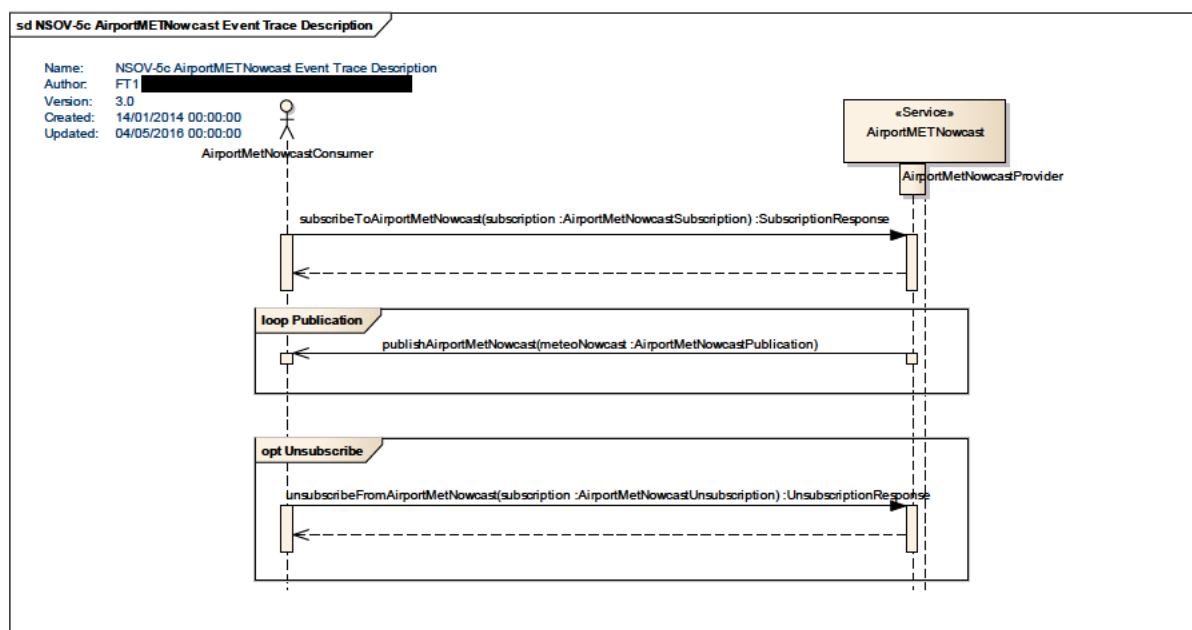 sd NSOV-5c AirportMETNowcast Event Trace Description
Name: NSOV-5c AirportMETNowcast Event Trace Description
Author: FT1
Version: 3.0
Created: 14/01/2014 00:00:00
Updated: 04/05/2016 00:00:00
AirportMetNowcastConsumer
«Service»
AirportMETNowcast
AirportMetNowcastProvider
subscribeToAirportMetNowcast(subscription :AirportMetNowcastSubscription) :SubscriptionResponse
loop Publication
publishAirportMetNowcast(meteoNowcast :AirportMetNowcastPublication)
opt Unsubscribe
unsubscribeFromAirportMetNowcast(subscription :AirportMetNowcastUnsubscription) :UnsubscriptionResponse